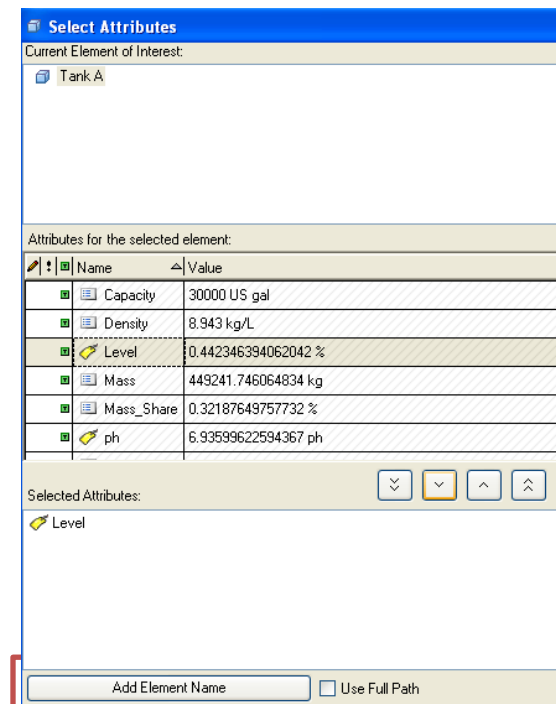 Select Attributes
Current Element of Interest:
Tank A
Attributes for the selected element:
Name Value
Capacity 30000 US gal
Density 8.943 kg/L
Level 0.442346394062042 %
Mass 449241.746064834 kg
Mass_Share 0.32187649757732 %
ph 6.93599622594367 ph
Selected Attributes:
Level
Add Element Name Use Full Path